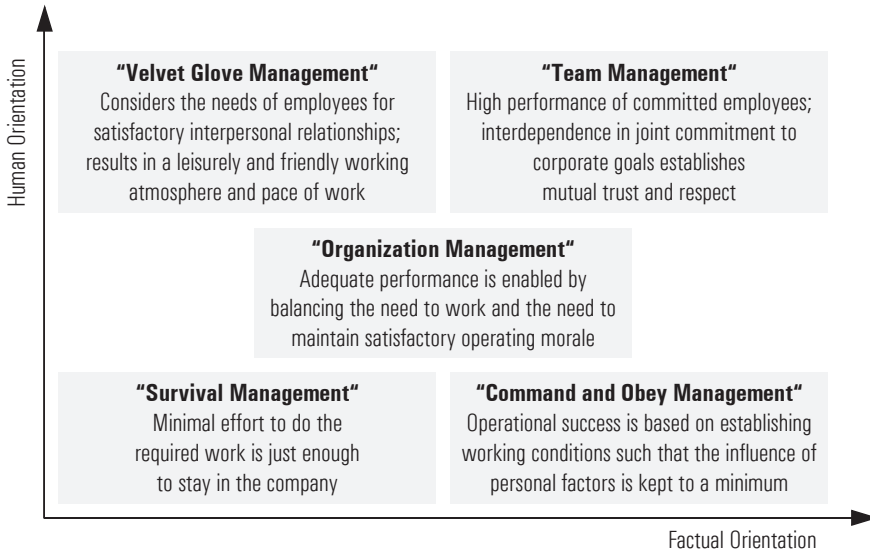 Human Orientation
“Velvet Glove Management“
Considers the needs of employees for
satisfactory interpersonal relationships;
results in a leisurely and friendly working
atmosphere and pace of work
“Team Management“
High performance of committed employees;
interdependence in joint commitment to
corporate goals establishes
mutual trust and respect
“Organization Management“
Adequate performance is enabled by
balancing the need to work and the need to
maintain satisfactory operating morale
“Survival Management“
Minimal effort to do the
required work is just enough
to stay in the company
“Command and Obey Management“
Operational success is based on establishing
working conditions such that the influence of
personal factors is kept to a minimum
Factual Orientation